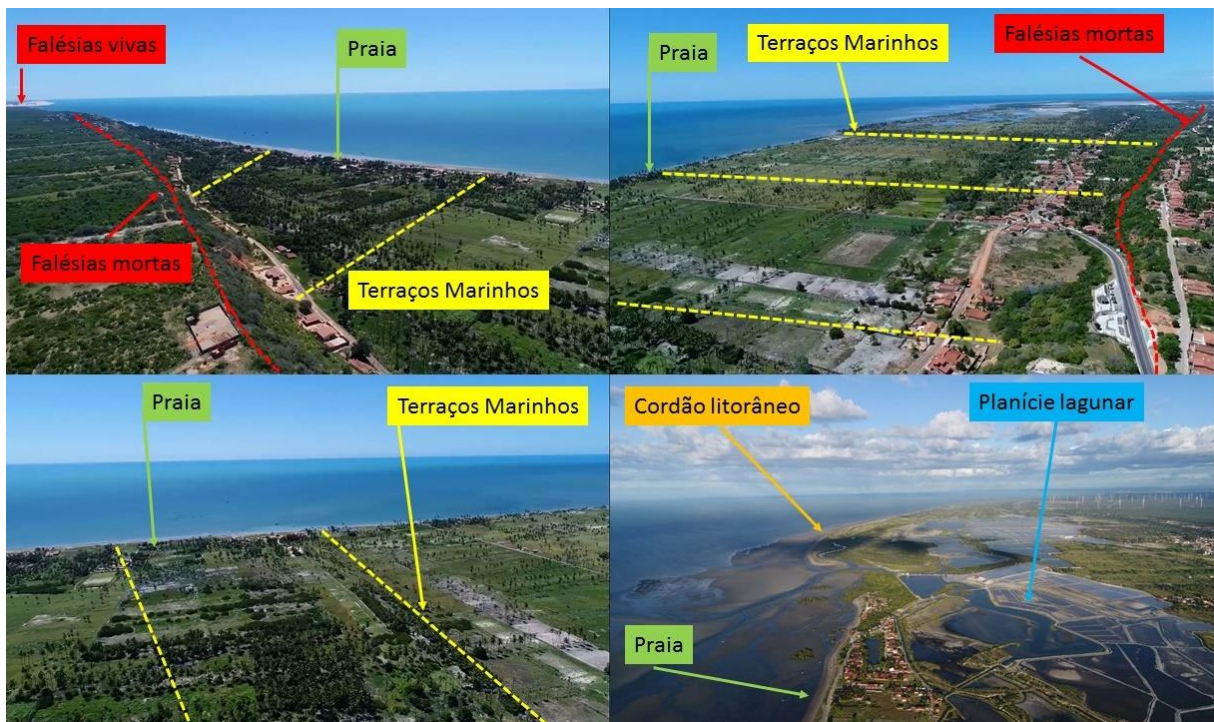 Falésias vivas
Praia
Falésias mortas
Terraços Marinhos
Praia
Terraços Marinhos
Falésias mortas
Praia
Terraços Marinhos
Cordão litorâneo
Planície lagunar
Praia